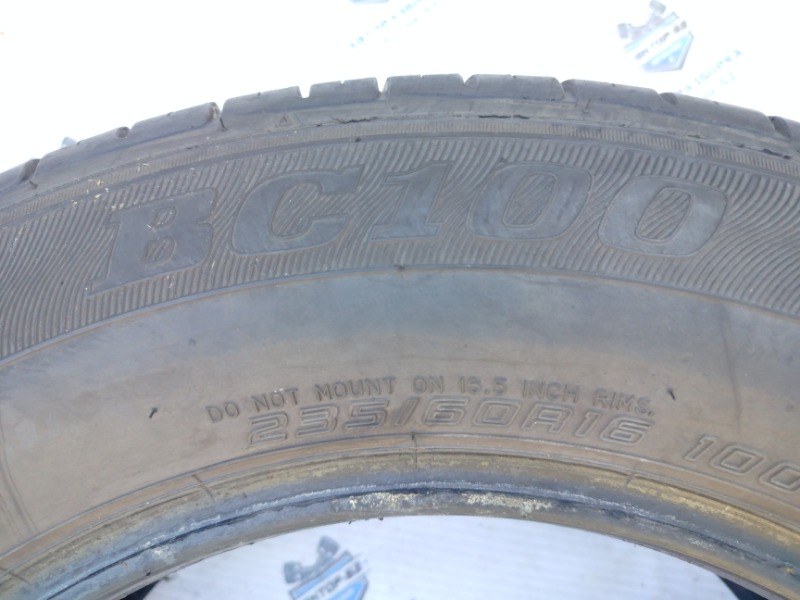 BC100
DO NOT MOUNT ON 16.5 INCH RIMS.
235/60R16 100